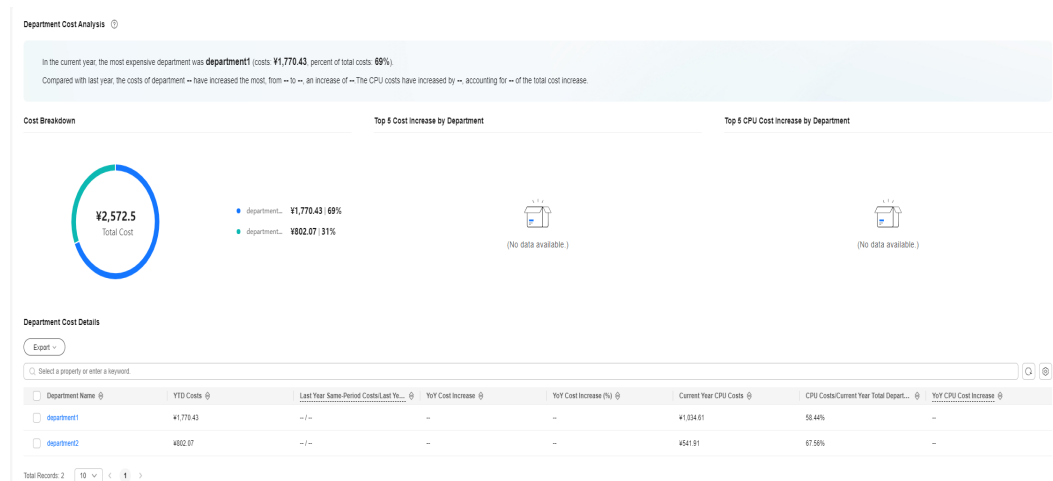 Department Cost Analysis
In the current year, the most expensive department was department1 (costs: ¥1,770.43, percent of total costs: 69%).
Compared with last year, the costs of department -- have increased the most, from -- to --, an increase of --.The CPU costs have increased by --, accounting for -- of the total cost increase.
Cost Breakdown
Top 5 Cost Increase by Department
Top 5 CPU Cost Increase by Department
¥2,572.5
Total Cost
department... ¥1,770.43 | 69%
department... ¥802.07 | 31%
(No data available.)
(No data available.)
Department Cost Details
Export
Select a property or enter a keyword.
Department Name YTD Costs Last Year Same-Period Costs/Last Ye... YoY Cost Increase YoY Cost Increase (%) Current Year CPU Costs CPU Costs/Current Year Total Depart... YoY CPU Cost Increase
department1 ¥1,770.43 -- / -- -- -- ¥1,034.61 58.44% --
department2 ¥802.07 -- / -- -- -- ¥541.91 67.56% --
Total Records: 2 10 < 1 >